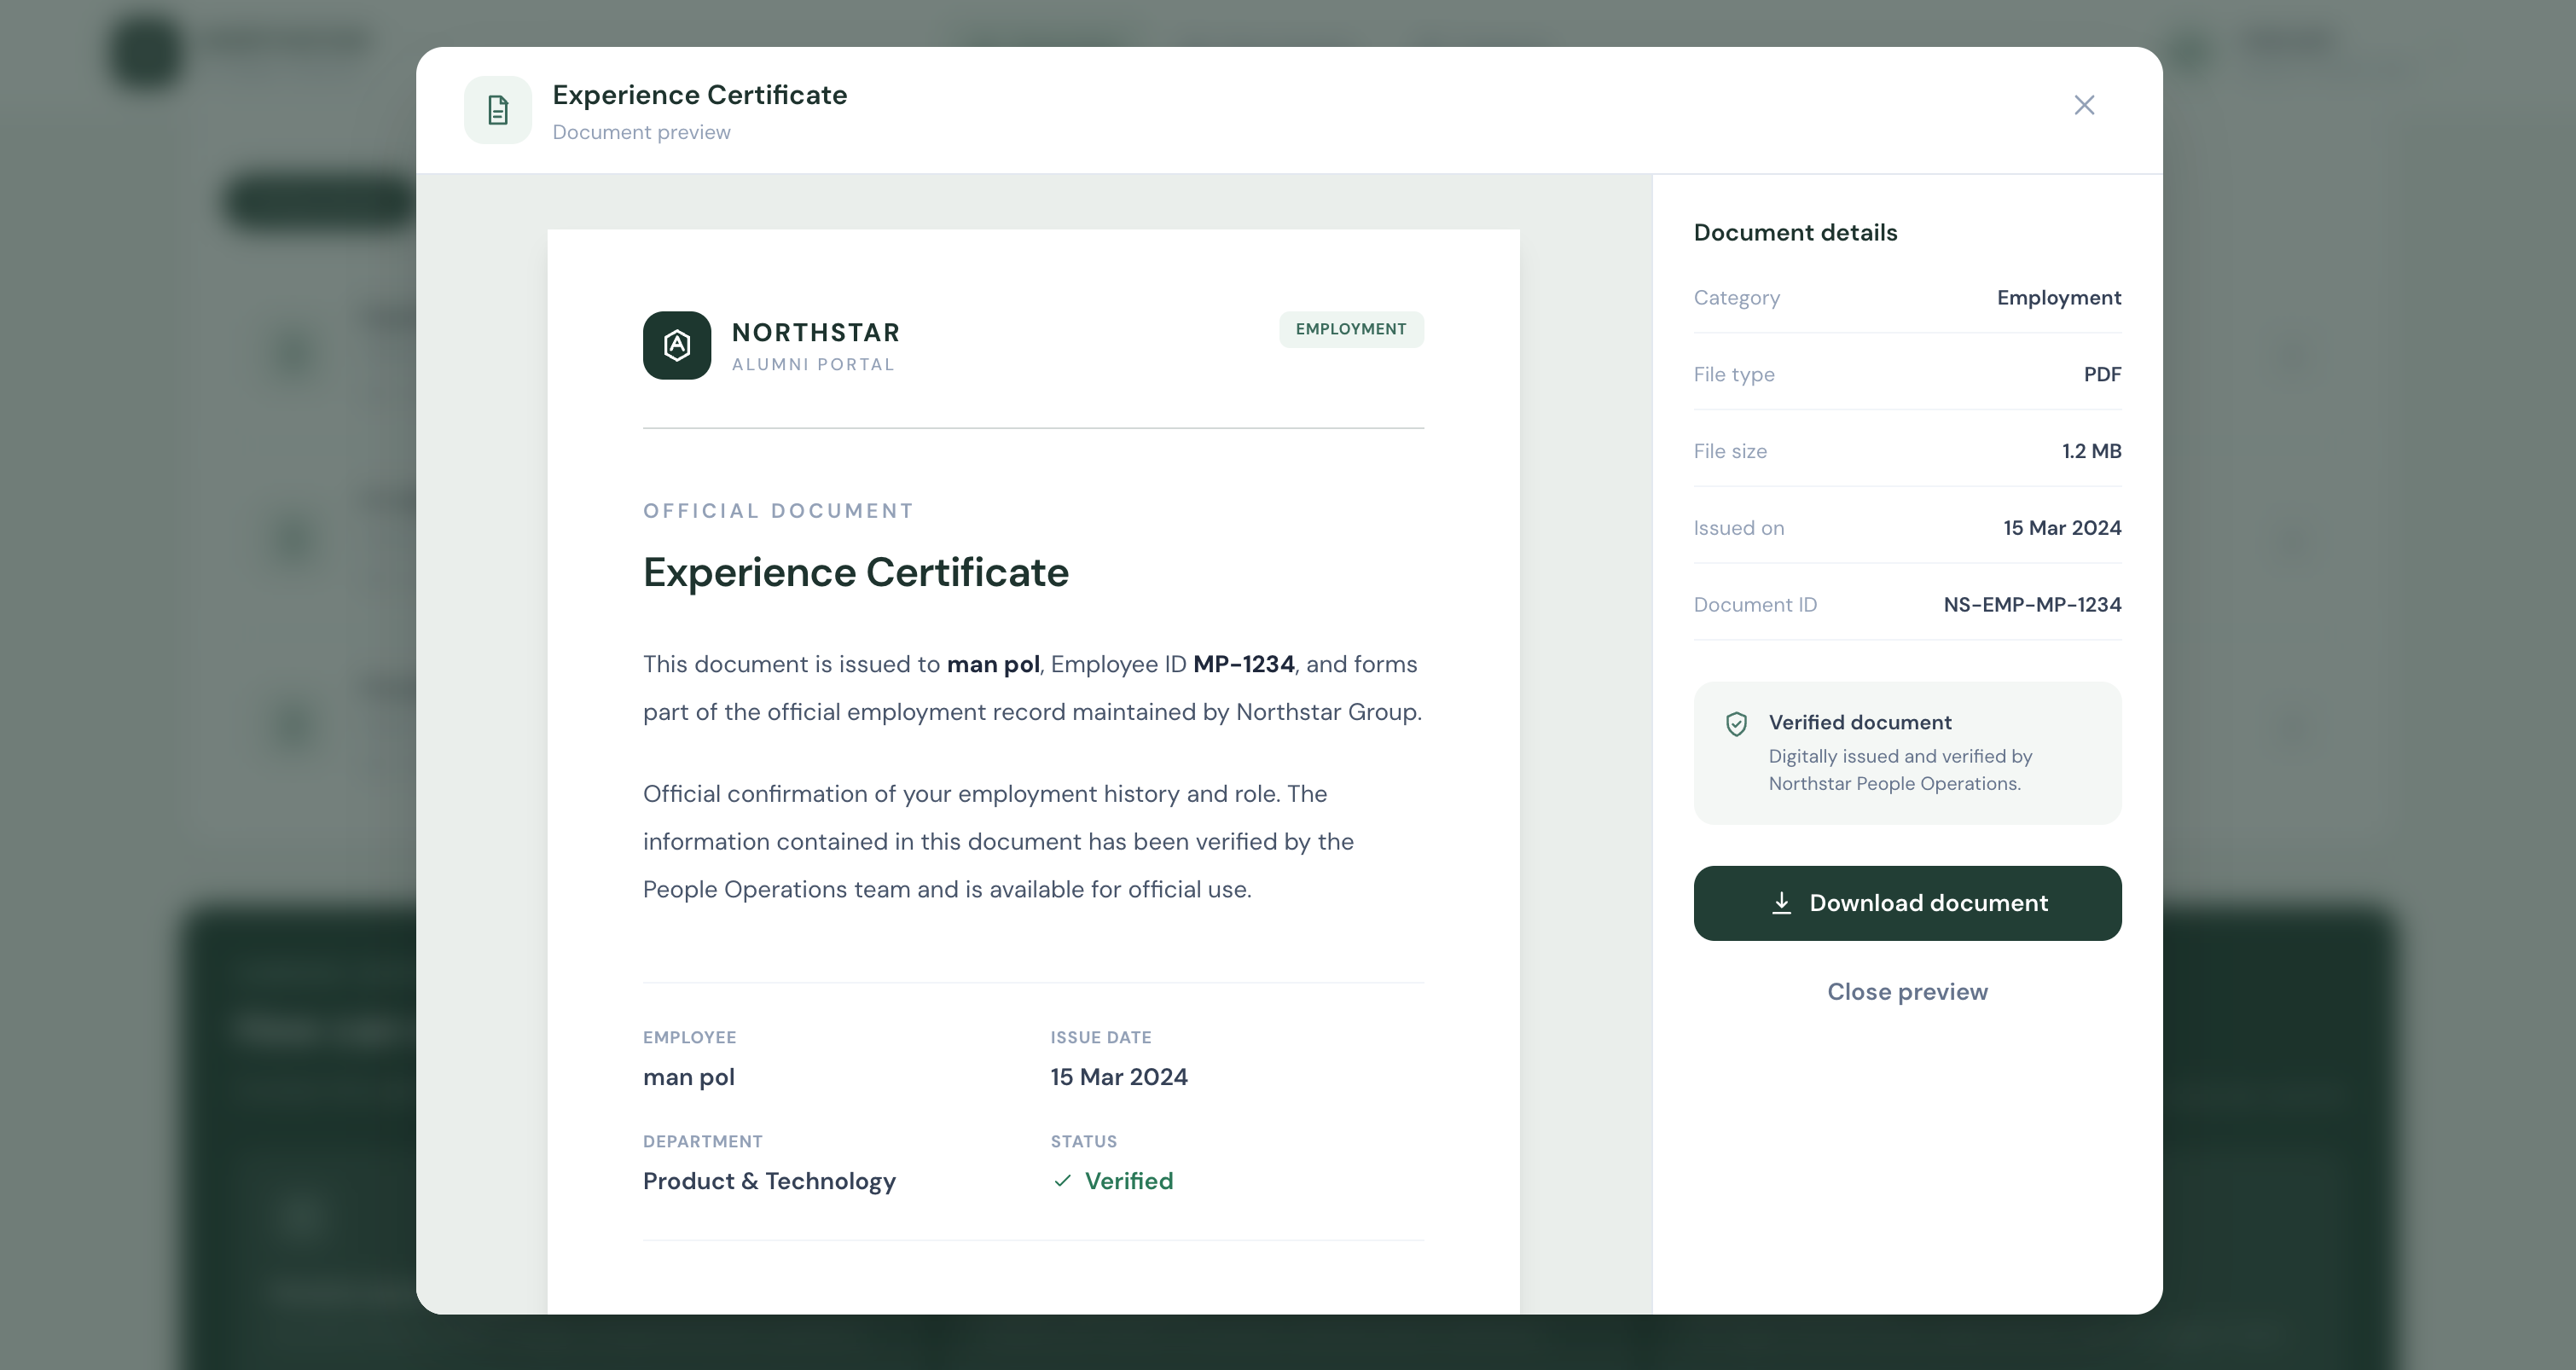 Experience Certificate
Document preview
NORTHSTAR
ALUMNI PORTAL
EMPLOYMENT
OFFICIAL DOCUMENT
Experience Certificate
This document is issued to man pol, Employee ID MP-1234, and forms
part of the official employment record maintained by Northstar Group.
Official confirmation of your employment history and role. The
information contained in this document has been verified by the
People Operations team and is available for official use.
EMPLOYEE
man pol
ISSUE DATE
15 Mar 2024
DEPARTMENT
Product & Technology
STATUS
Verified
Document details
Category Employment
File type PDF
File size 1.2 MB
Issued on 15 Mar 2024
Document ID NS-EMP-MP-1234
Verified document
Digitally issued and verified by
Northstar People Operations.
Download document
Close preview